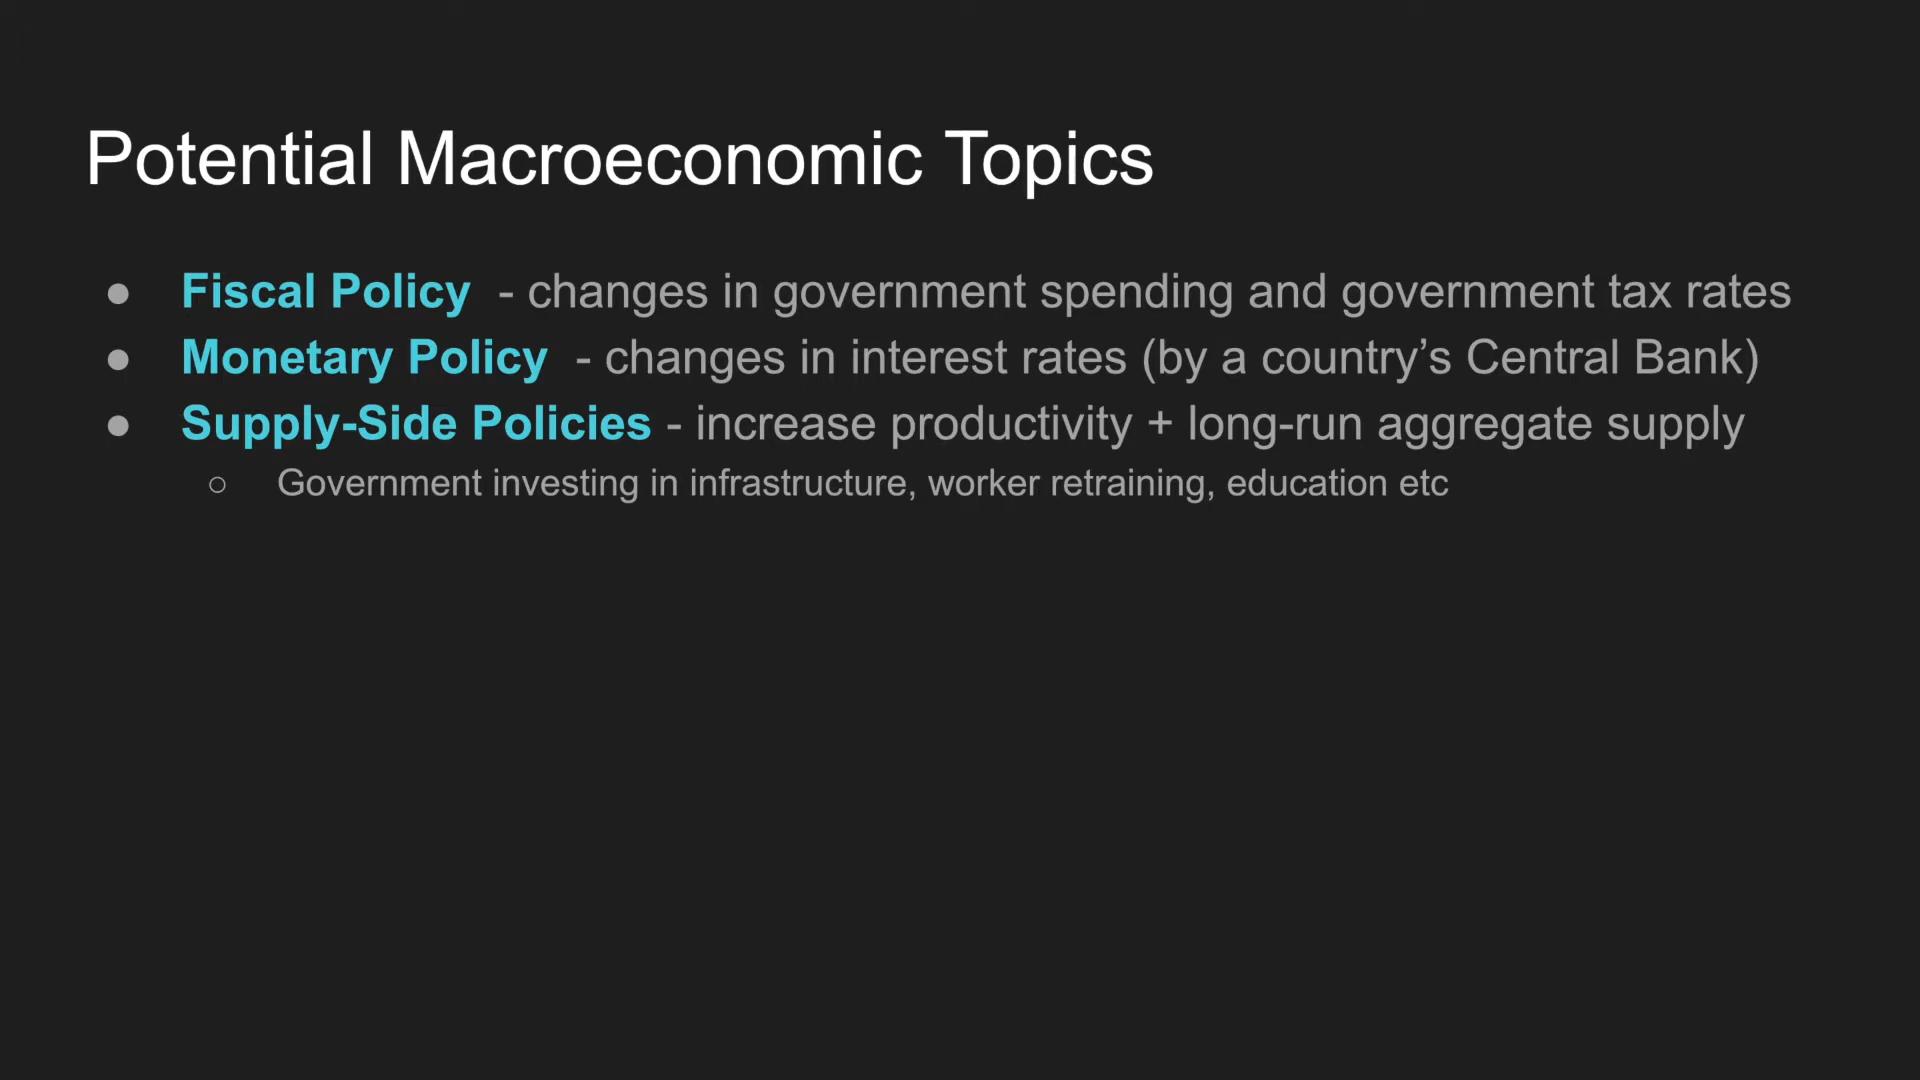 Potential Macroeconomic Topics
● Fiscal Policy - changes in government spending and government tax rates
● Monetary Policy - changes in interest rates (by a country’s Central Bank)
● Supply-Side Policies - increase productivity + long-run aggregate supply
○ Government investing in infrastructure, worker retraining, education etc